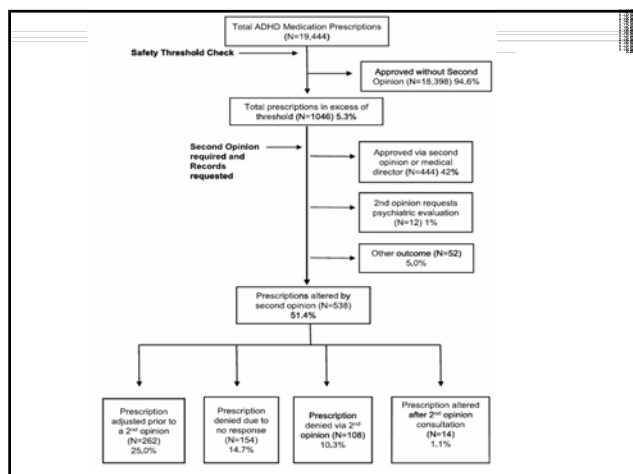 Total ADHD Medication Prescriptions
(N=19,444)
Safety Threshold Check
Approved without Second
Opinion (N=18,398) 94.6%
Total prescriptions in excess of
threshold (N=1046) 5.3%
Second Opinion
required and
Records
requested
Approved via second
opinion or medical
director (N=444) 42%
2nd opinion requests
psychiatric evaluation
(N=12) 1%
Other outcome (N=52)
5.0%
Prescriptions altered by
second opinion (N=538)
51.4%
Prescription
adjusted prior to
a 2nd opinion
(N=262)
25.0%
Prescription
denied due to
no response
(N=154)
14.7%
Prescription
denied via 2nd
opinion (N=108)
10.3%
Prescription altered
after 2nd opinion
consultation
(N=14)
1.1%